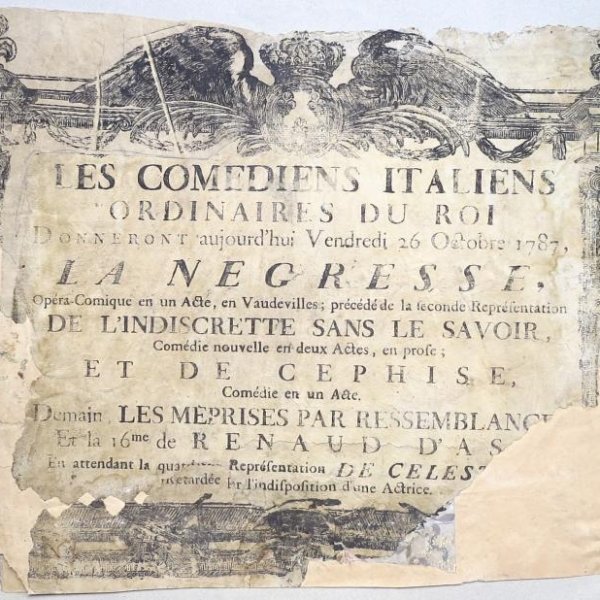 LES COMEDIENS ITALIENS
ORDINAIRES DU ROI
DONNERONT aujourd'hui Vendredi 26 Octobre 1787,
LA NEGRESSE,
Opéra-Comique en un Acte, en Vaudevilles; précédé de la seconde Représentation
DE L'INDISCRETTE SANS LE SAVOIR,
Comédie nouvelle en deux Actes, en prose;
ET DE CEPHISE,
Comédie en un Acte.
Demain, LES MÉPRISES PAR RESSEMBLANCE
Et la 16me de RENAUD D'AS
En attendant la Représentation DE CELEST
retardée par l'indisposition d'une Actrice.